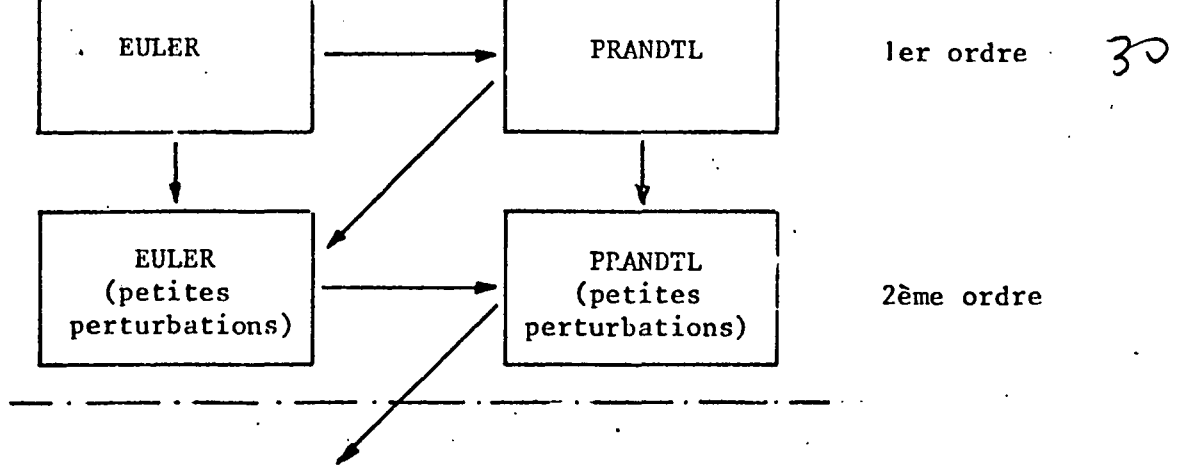 EULER PRANDTL 1er ordre 30
EULER PRANDTL
(petites (petites 2ème ordre
perturbations) perturbations)